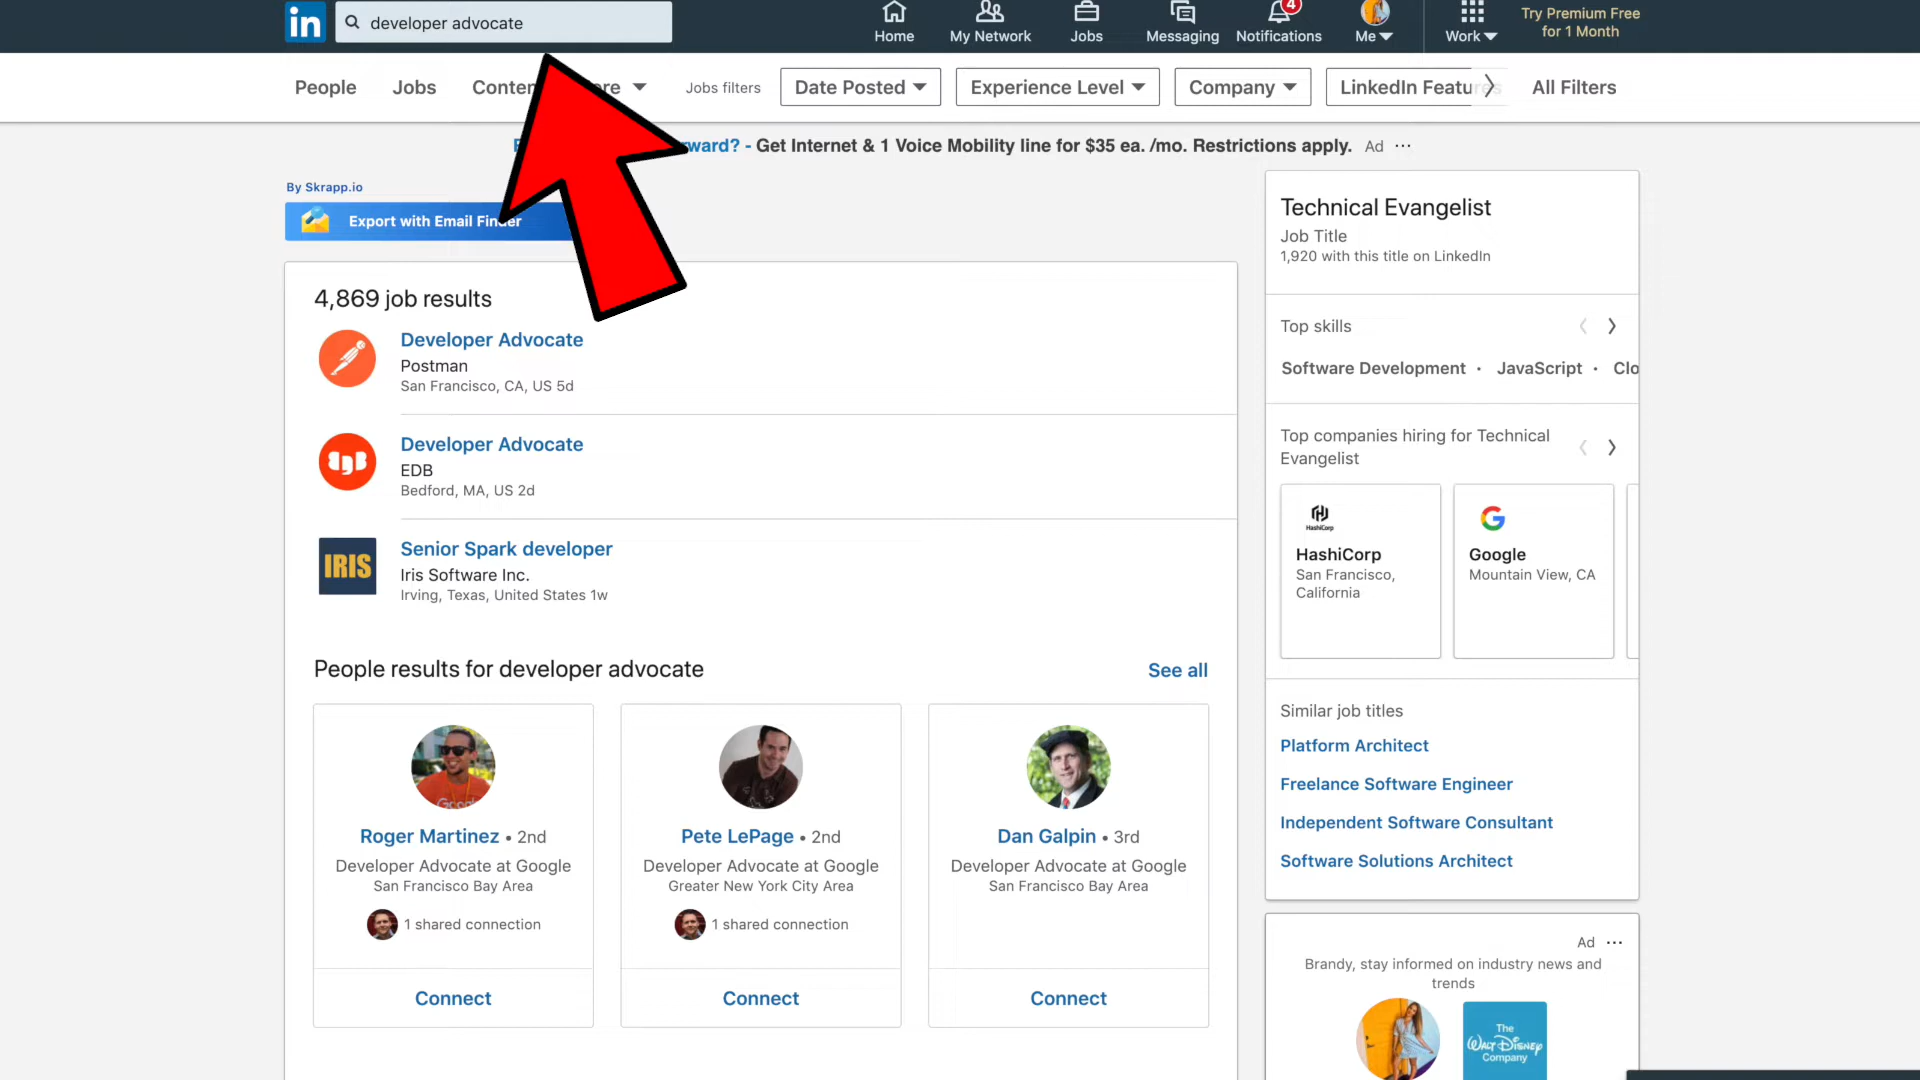 in
developer advocate
Home
My Network
Jobs
Messaging
4
Notifications
Me
Work
Try Premium Free
for 1 Month
People
Jobs
Jobs filters
Date Posted
Experience Level
Company
LinkedIn Featu
All Filters
ward? - Get Internet & 1 Voice Mobility line for $35 ea. /mo. Restrictions apply. Ad ...
By Skrapp.io
Export with Email Finder
4,869 job results
Developer Advocate
Postman
San Francisco, CA, US 5d
Developer Advocate
EDB
Bedford, MA, US 2d
IRIS
Senior Spark developer
Iris Software Inc.
Irving, Texas, United States 1w
People results for developer advocate
See all
Roger Martinez • 2nd
Developer Advocate at Google
San Francisco Bay Area
1 shared connection
Connect
Pete LePage • 2nd
Developer Advocate at Google
Greater New York City Area
1 shared connection
Connect
Dan Galpin • 3rd
Developer Advocate at Google
San Francisco Bay Area
Connect
Technical Evangelist
Job Title
1,920 with this title on LinkedIn
Top skills
Software Development • JavaScript • Clo
Top companies hiring for Technical
Evangelist
HashiCorp
HashiCorp
San Francisco,
California
Google
Mountain View, CA
Similar job titles
Platform Architect
Freelance Software Engineer
Independent Software Consultant
Software Solutions Architect
Ad ...
Brandy, stay informed on industry news and
trends
The
WALT DISNEY
Company